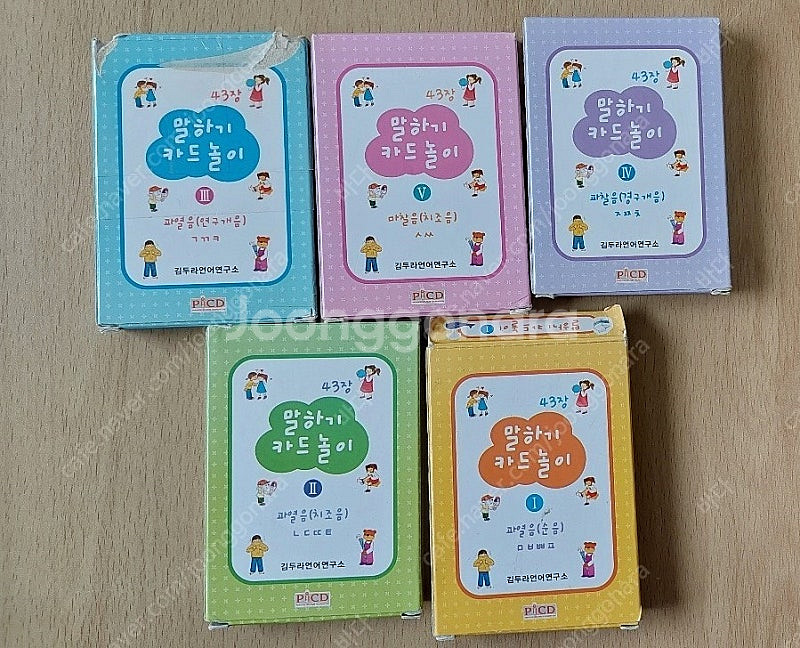 43장
말하기
카드 놀이
III
파열음(연구개음)
ㄱㄲㅋ
김두라언어연구소
PIICD
43장
말하기
카드 놀이
V
마찰음(치조음)
ㅅㅆ
김두라언어연구소
PIICD
43장
말하기
카드 놀이
IV
파찰음(경구개음)
ㅈㅉㅊ
김두라언어연구소
PIICD
Joonggonara
43장
말하기
카드 놀이
II
파열음(치조음)
ㄴㄷㄸㅌ
김두라언어연구소
PIICD
43장
말하기
카드 놀이
I
파열음(순음)
ㅁㅂㅃㅍ
김두라언어연구소
PIICD